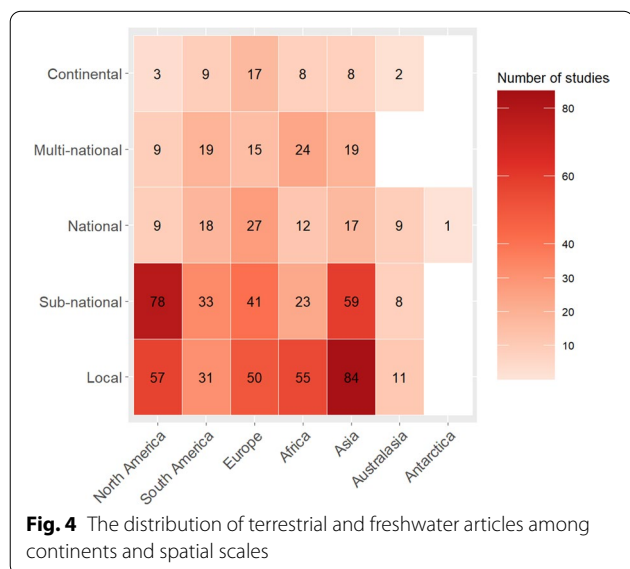 Continental 3 9 17 8 8 2
Multi-national 9 19 15 24 19
National 9 18 27 12 17 9 1
Sub-national 78 33 41 23 59 8
Local 57 31 50 55 84 11
North America
South America
Europe
Africa
Asia
Australasia
Antarctica
Number of studies
80
60
40
30
20
10
Fig. 4 The distribution of terrestrial and freshwater articles among
continents and spatial scales